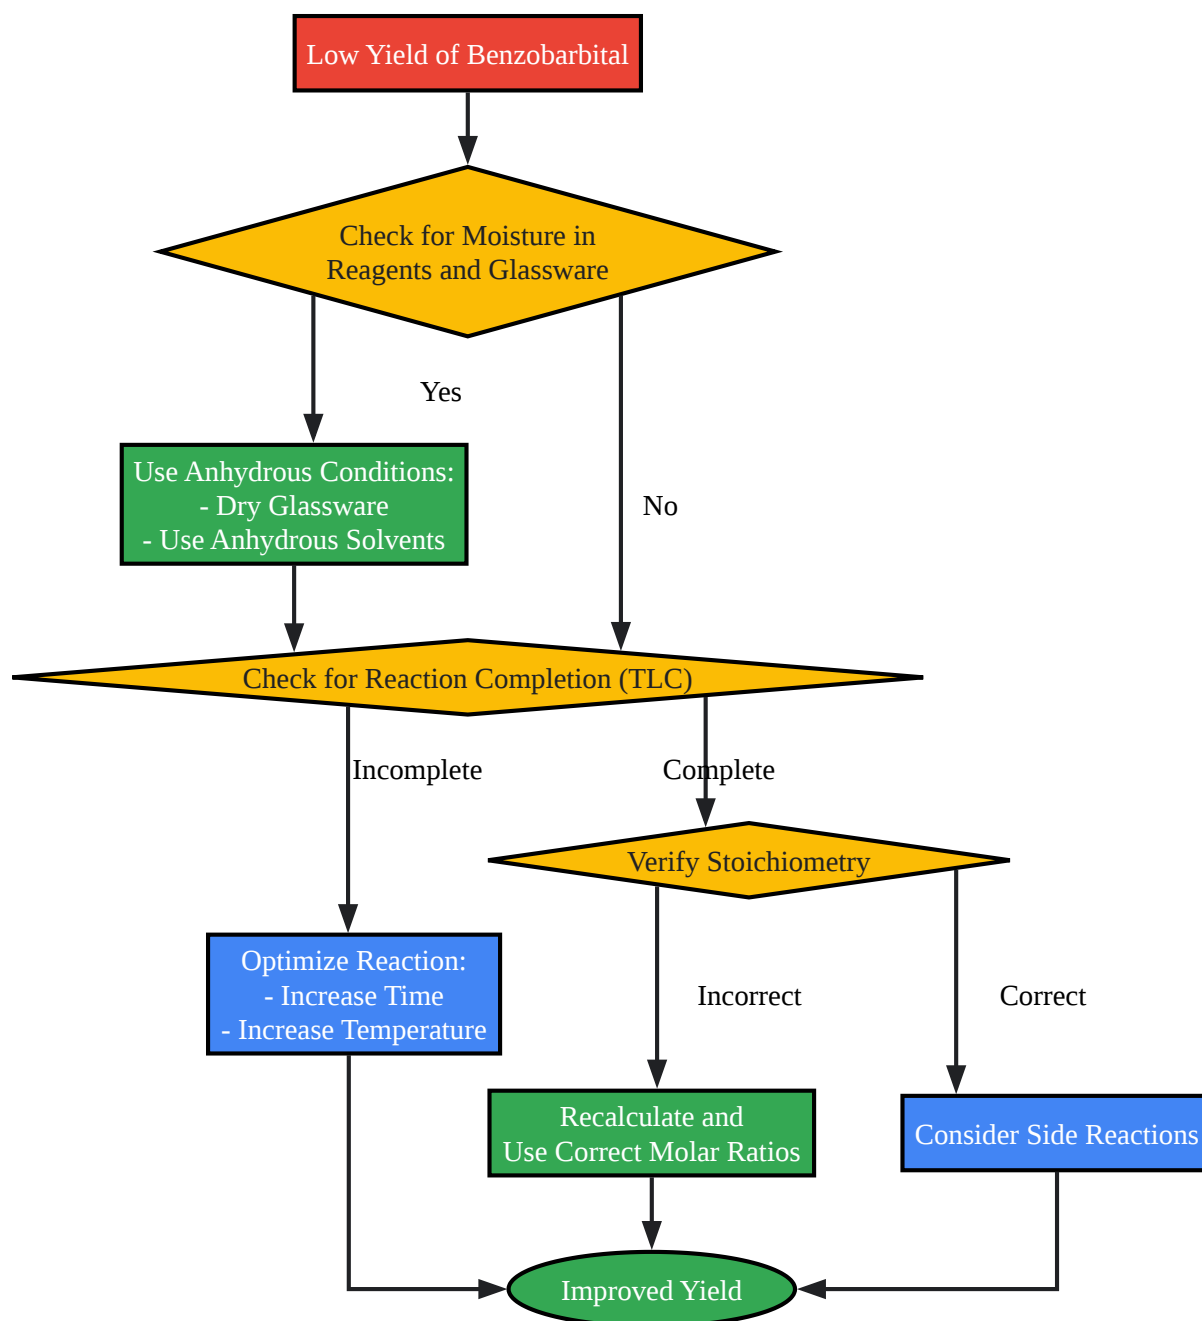 Low Yield of Benzobarbital
Check for Moisture in
Reagents and Glassware
Yes
Use Anhydrous Conditions:
- Dry Glassware
- Use Anhydrous Solvents
No
Check for Reaction Completion (TLC)
Incomplete
Complete
Verify Stoichiometry
Optimize Reaction:
- Increase Time
- Increase Temperature
Incorrect
Correct
Recalculate and
Use Correct Molar Ratios
Consider Side Reactions
Improved Yield